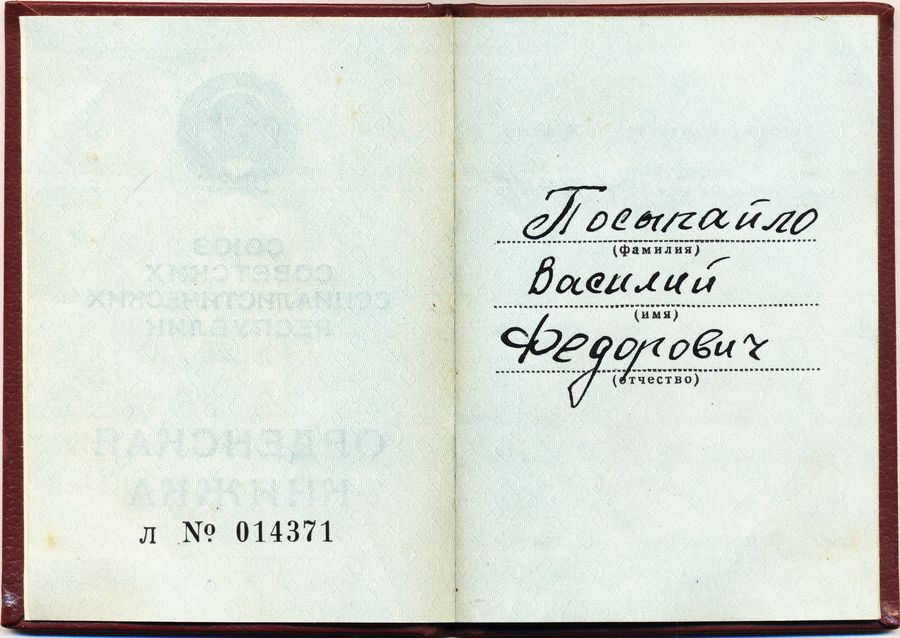 СОЮЗ
СОВЕТСКИХ
СОЦИАЛИСТИЧЕСКИХ
РЕСПУБЛИК
ОРДЕНСКАЯ
КНИЖКА
Л № 014371
Посыпайло
(фамилия)
Василий
(имя)
Федорович
(отчество)